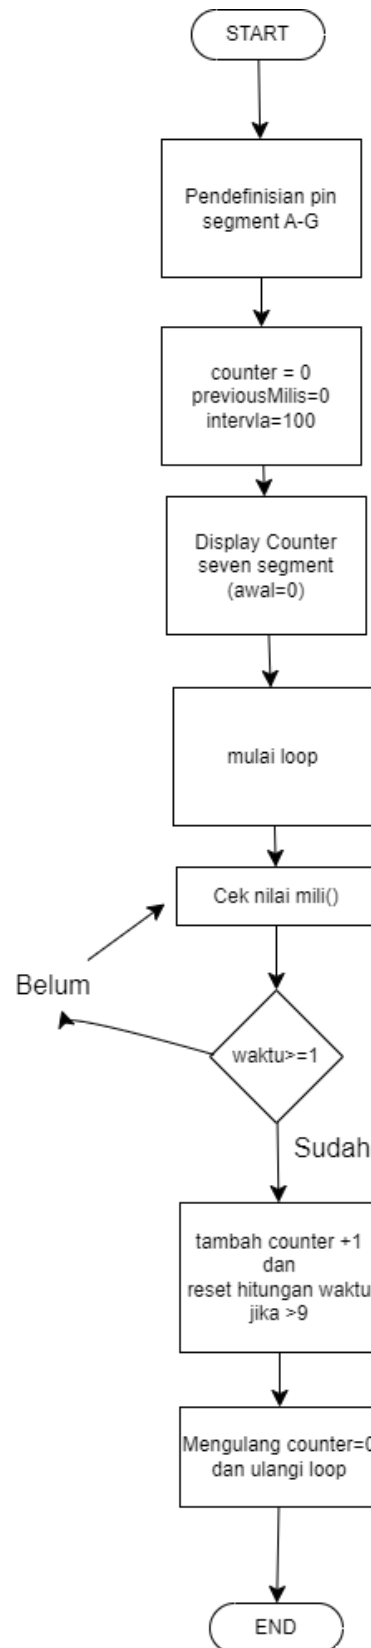 START
Pendefinisian pin
segment A-G
counter = 0
previousMilis=0
intervla=100
Display Counter
seven segment
(awal=0)
mulai loop
Cek nilai mili()
Belum
waktu>=1
Sudah
tambah counter +1
dan
reset hitungan waktu
jika >9
Mengulang counter=0
dan ulangi loop
END